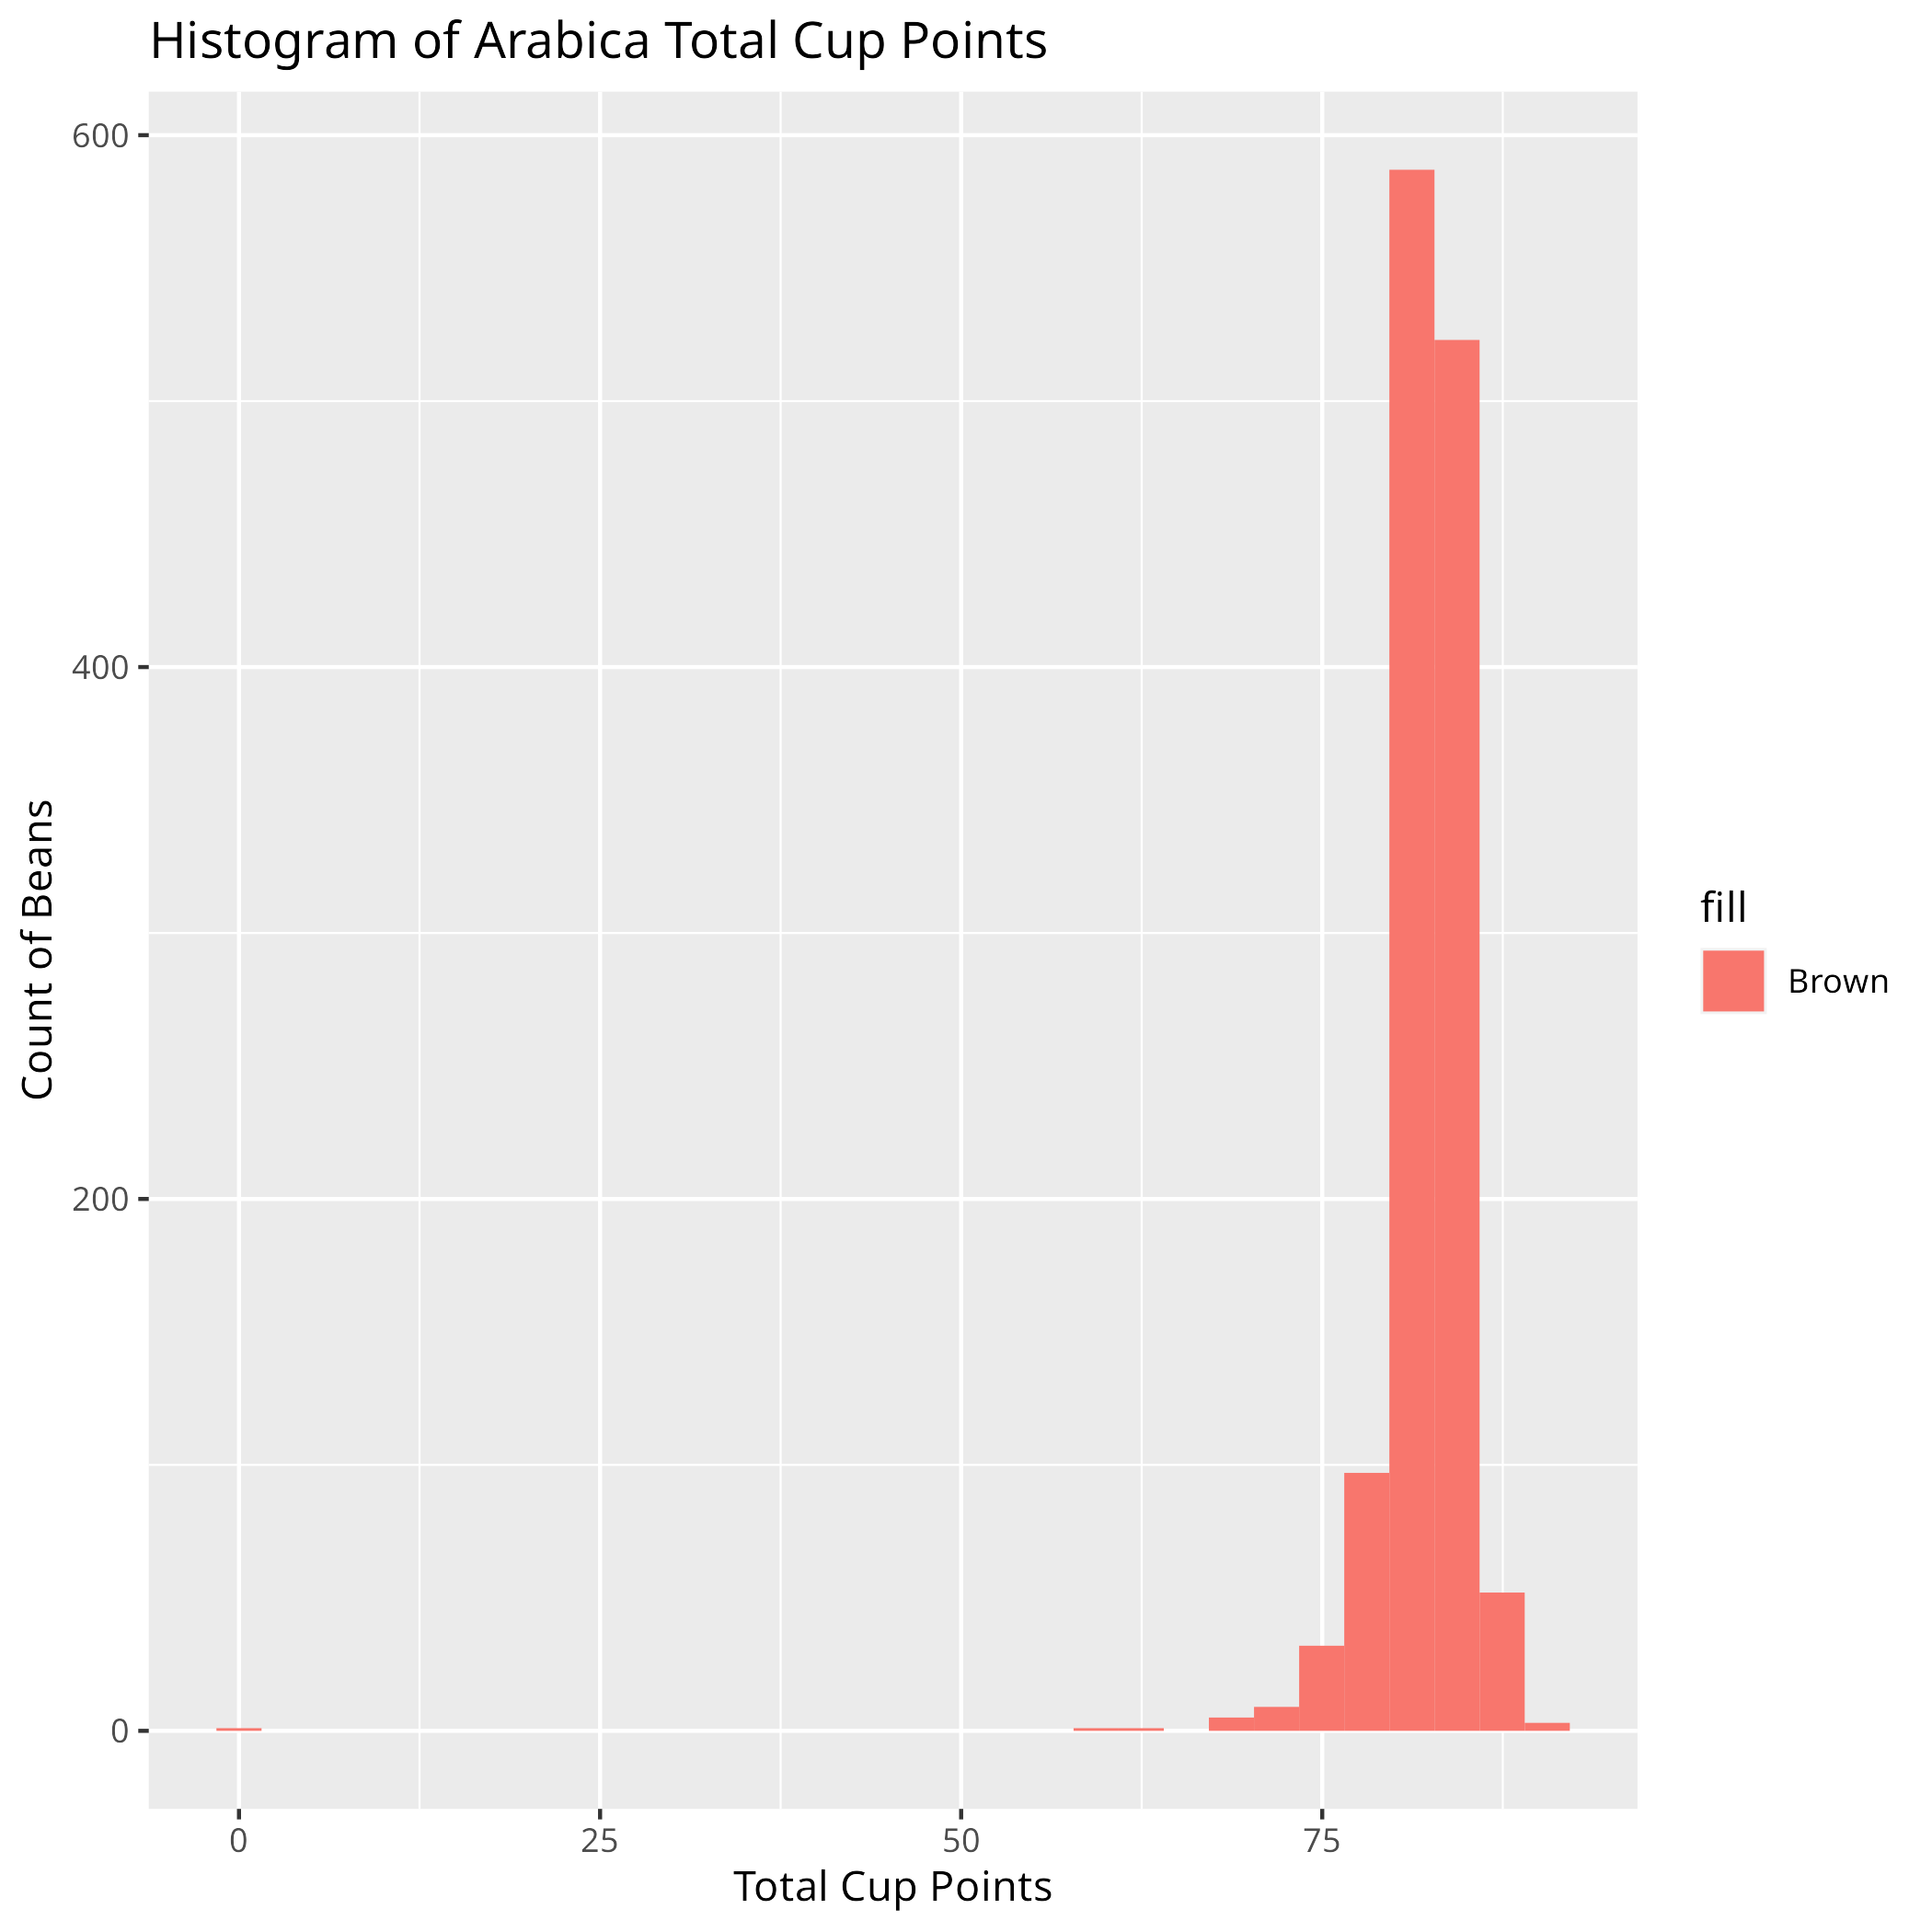 Histogram of Arabica Total Cup Points
600
400
200
0
Count of Beans
0 25 50 75
Total Cup Points
fill
Brown